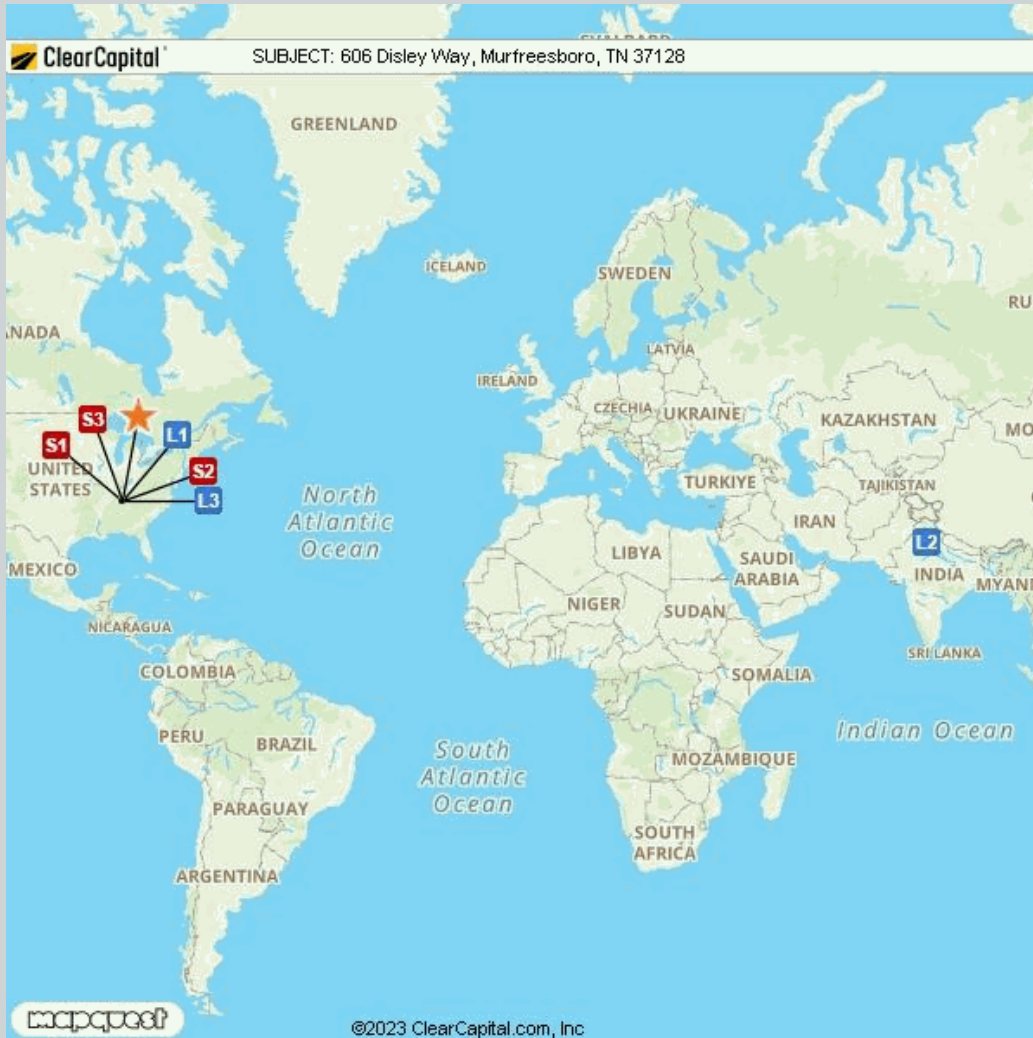 ClearCapital
SUBJECT: 606 Disley Way, Murfreesboro, TN 37128
GREENLAND
ICELAND
SWEDEN
RU
ANADA
LATVIA
IRELAND
CZECHIA
UKRAINE
KAZAKHSTAN
MO
S3
L1
S1
UNITED
STATES
S2
L3
TURKIYE
TAJIKISTAN
North
Atlantic
Ocean
IRAN
L2
LIBYA
SAUDI
ARABIA
INDIA
MYAN
MEXICO
NIGER
SUDAN
NICARAGUA
SRI LANKA
COLOMBIA
SOMALIA
PERU
BRAZIL
Indian Ocean
South
Atlantic
Ocean
MOZAMBIQUE
PARAGUAY
SOUTH
AFRICA
ARGENTINA
mapquest
©2023 ClearCapital.com, Inc